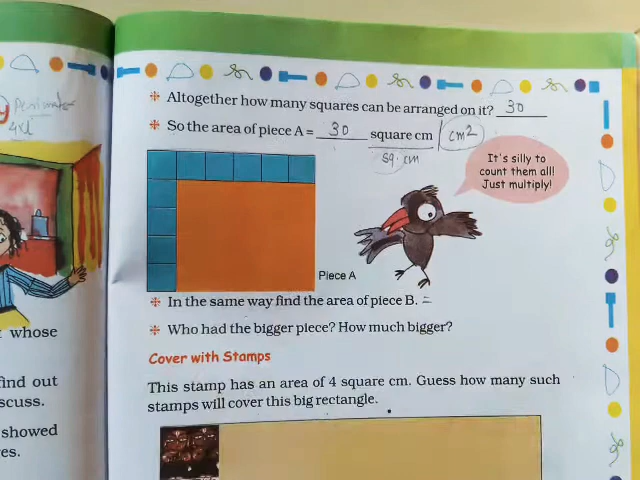 perimeter
4xl
whose
find out
scuss.
showed
es.
Altogether how many squares can be arranged on it? 30
So the area of piece A = 30 square cm | cm2
sq. cm
It's silly to
count them all!
Just multiply!
Piece A
In the same way find the area of piece B. =
Who had the bigger piece? How much bigger?
Cover with Stamps
This stamp has an area of 4 square cm. Guess how many such
stamps will cover this big rectangle.